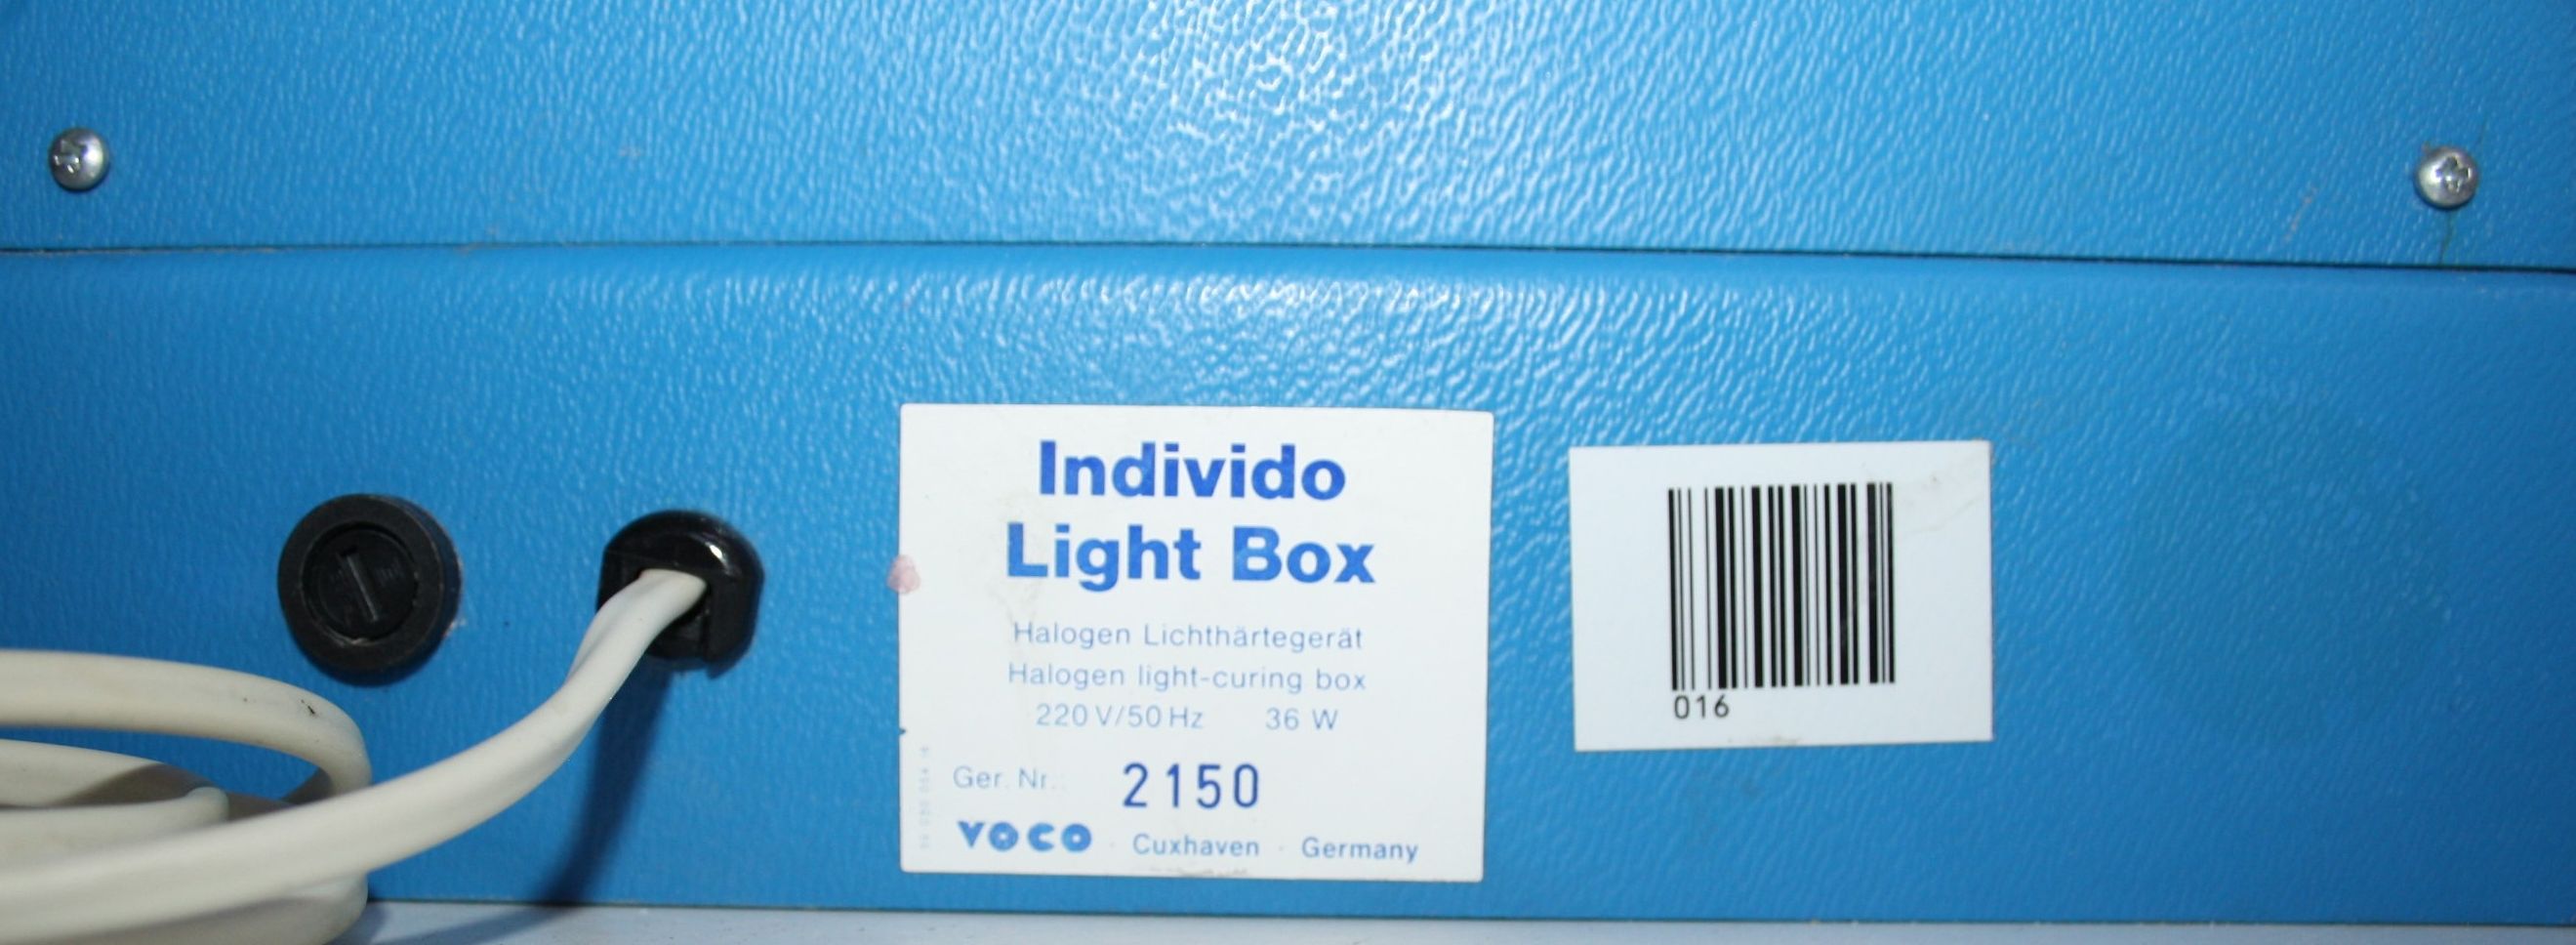 Individo
Light Box
Halogen Lichthärtegerät
Halogen light-curing box
220 V/50 Hz 36 W
Ger. Nr.: 2150
VOCO · Cuxhaven · Germany
016